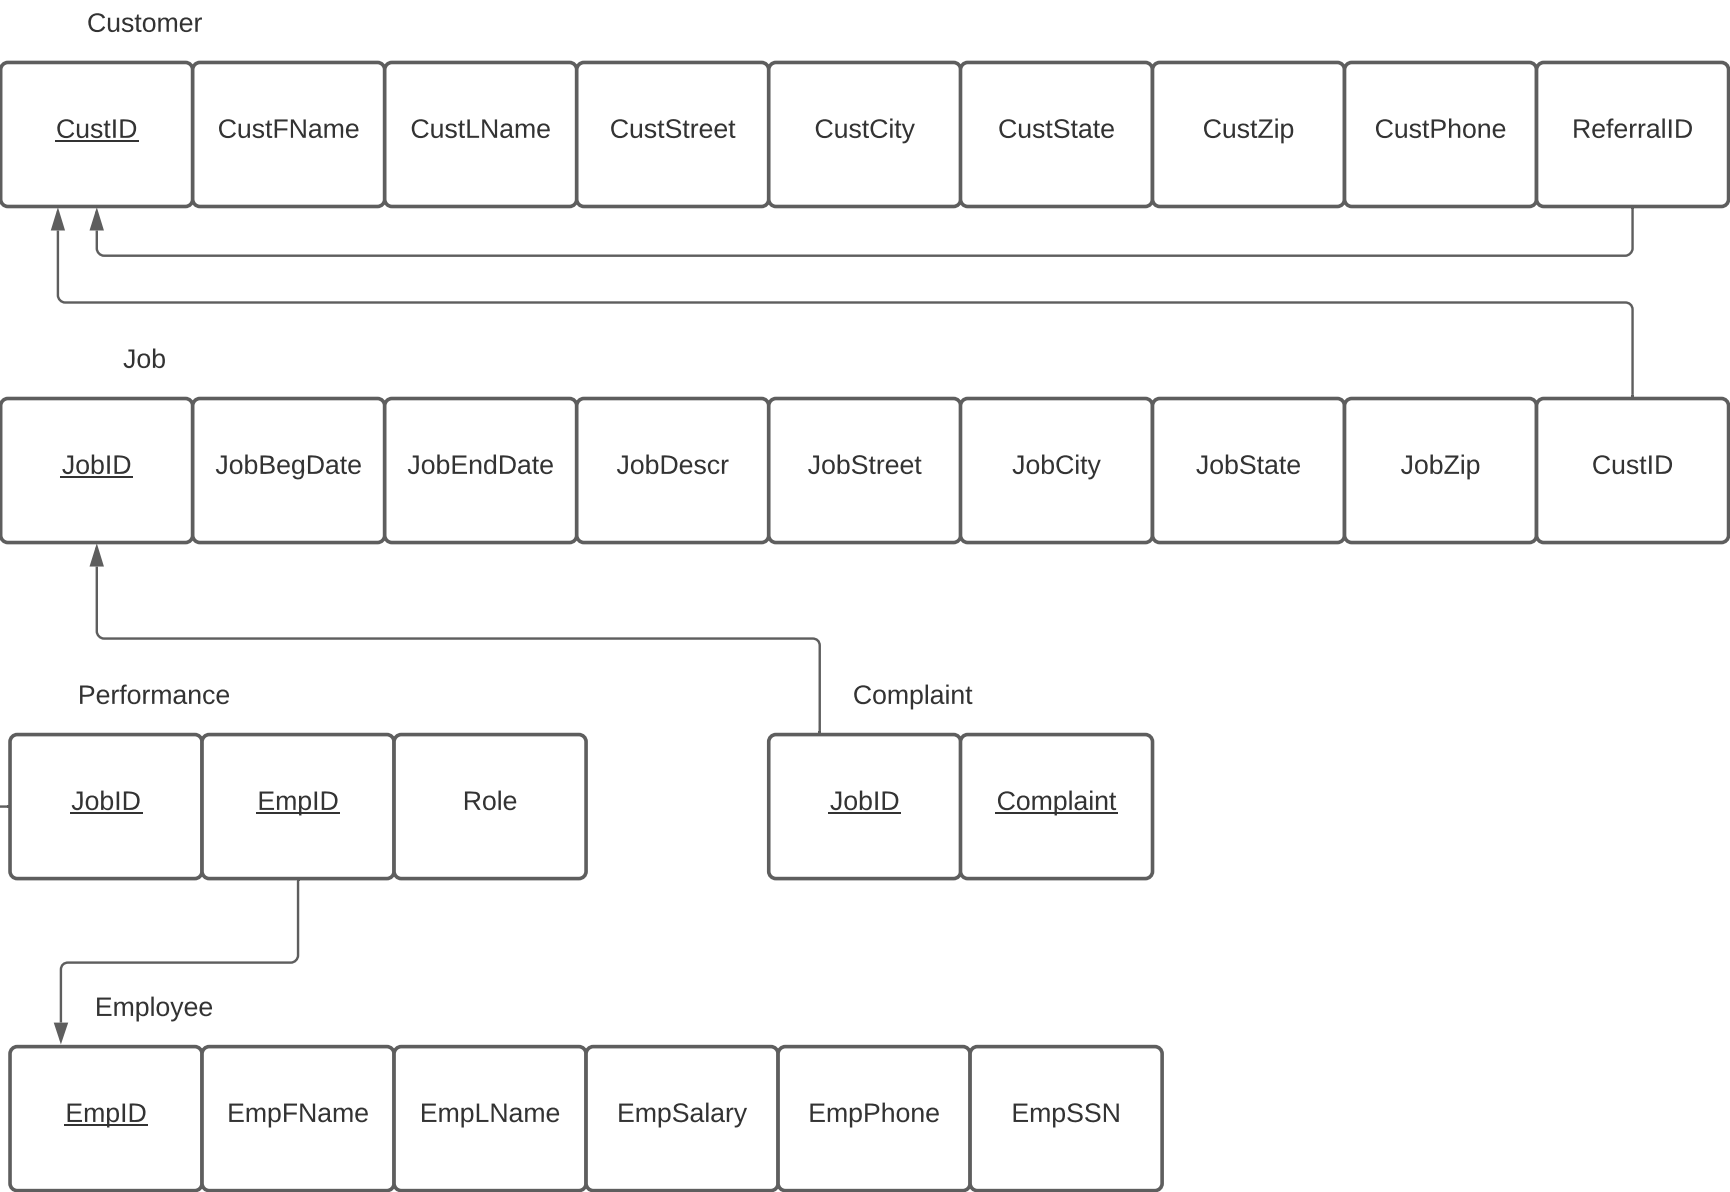 Customer
CustID CustFName CustLName CustStreet CustCity CustState CustZip CustPhone ReferralID
Job
JobID JobBegDate JobEndDate JobDescr JobStreet JobCity JobState JobZip CustID
Performance Complaint
JobID EmpID Role JobID Complaint
Employee
EmpID EmpFName EmpLName EmpSalary EmpPhone EmpSSN